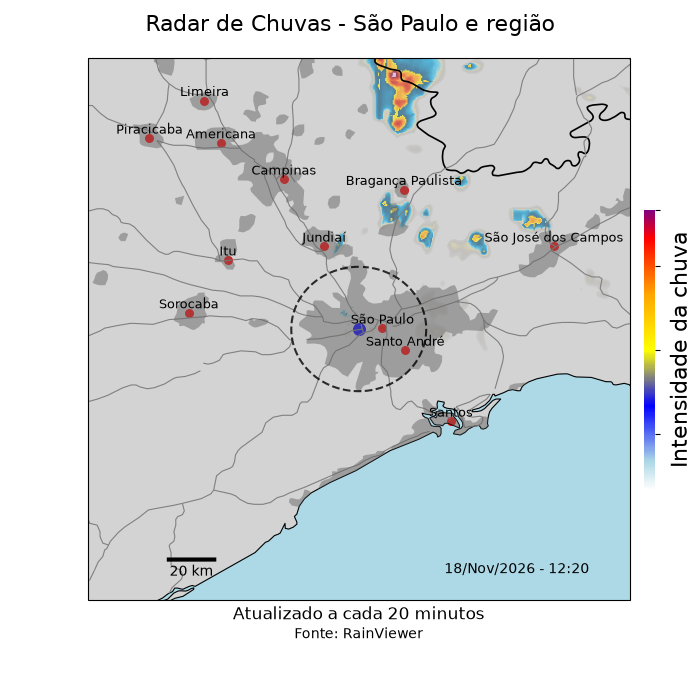 Radar de Chuvas - São Paulo e região
Limeira
Piracicaba
Americana
Campinas
Bragança Paulista
Jundiaí
São José dos Campos
Itu
Sorocaba
São Paulo
Santo André
Santos
Intensidade da chuva
20 km
18/Nov/2026 - 12:20
Atualizado a cada 20 minutos
Fonte: RainViewer